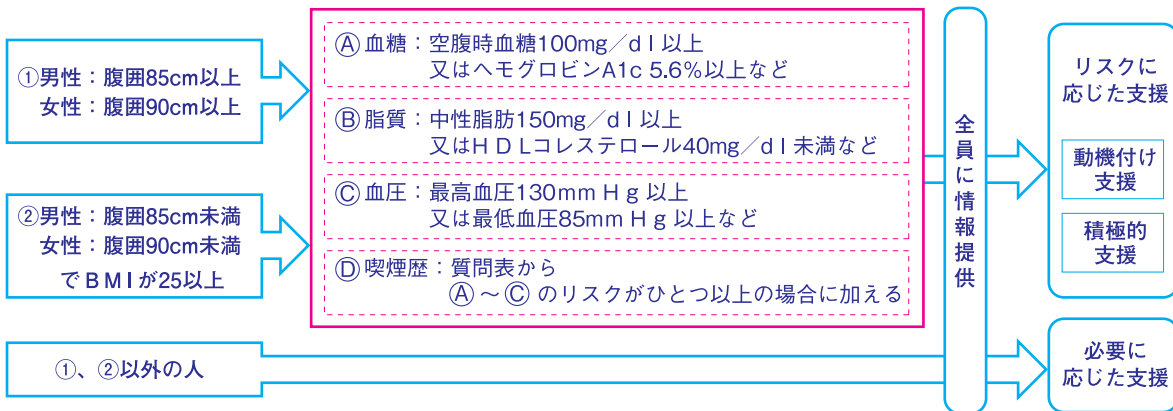 ①男性：腹囲85cm以上
女性：腹囲90cm以上
②男性：腹囲85cm未満
女性：腹囲90cm未満
でＢＭＩが25以上
①、②以外の人
Ⓐ血糖：空腹時血糖100mg／dｌ以上
又はヘモグロビンA1c 5.6％以上など
Ⓑ脂質：中性脂肪150mg／dｌ以上
又はＨＤＬコレステロール40mg／dｌ未満など
Ⓒ血圧：最高血圧130mmＨg以上
又は最低血圧85mmＨg以上など
Ⓓ喫煙歴：質問表から
Ⓐ～Ⓒのリスクがひとつ以上の場合に加える
全員に情報提供
リスクに
応じた支援
動機付け
支援
積極的
支援
必要に
応じた支援